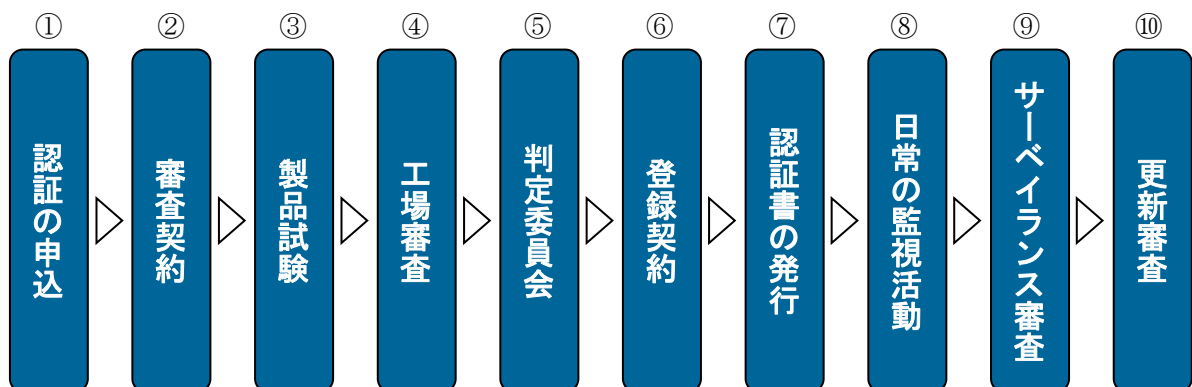 ①
認証の申込
②
審査契約
③
製品試験
④
工場審査
⑤
判定委員会
⑥
登録契約
⑦
認証書の発行
⑧
日常の監視活動
⑨
サーベイランス審査
⑩
更新審査